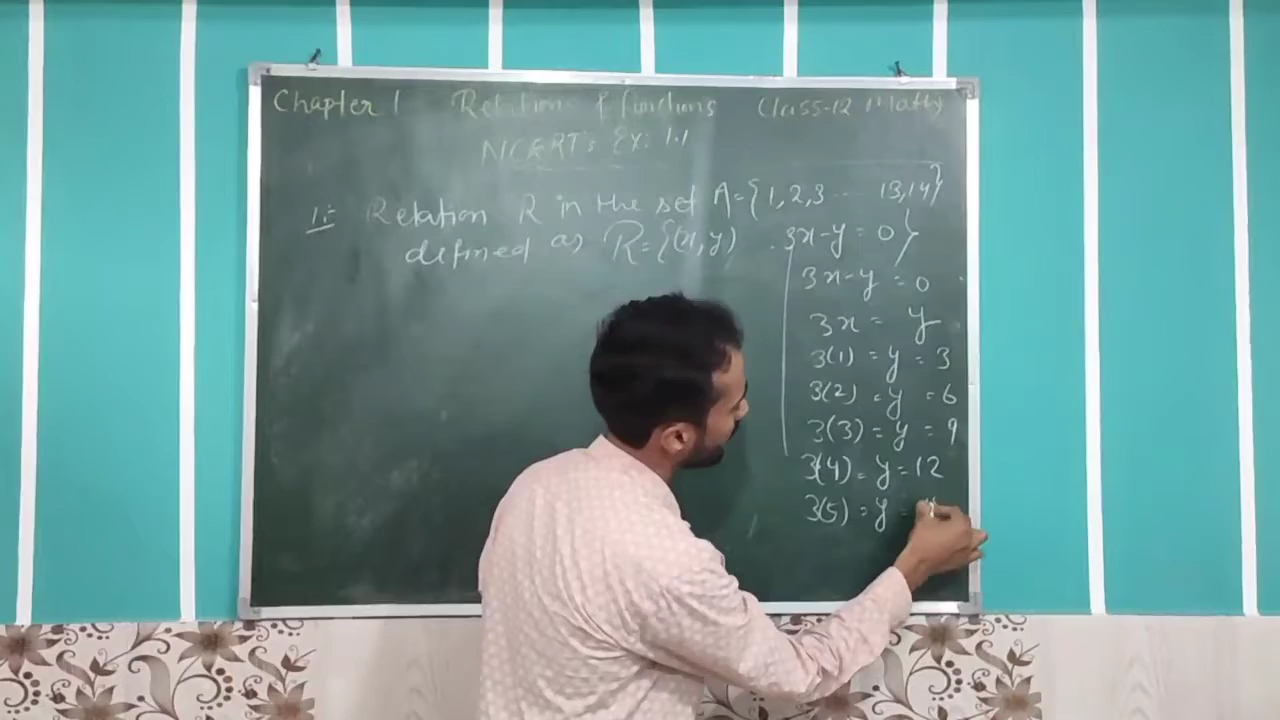 Chapter 1 Relations & functions Class-12 Maths
NCERT's Ex: 1.1
1:- Relation R in the set A={1,2,3 ... 13,14}
defined as R={(x,y) . 3x-y=0}
3x-y=0
3x = y
3(1) = y = 3
3(2) = y = 6
3(3) = y = 9
3(4) = y = 12
3(5) = y =